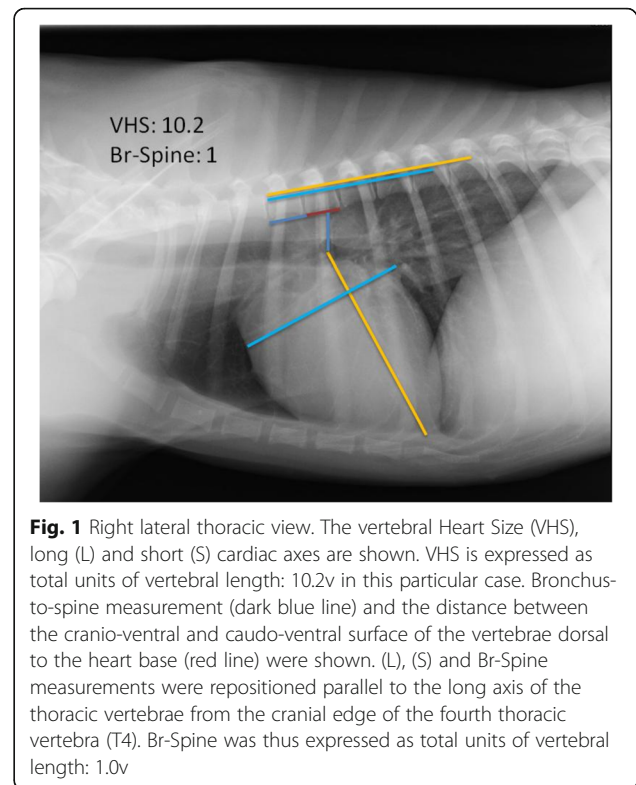 VHS: 10.2
Br-Spine: 1
Fig. 1 Right lateral thoracic view. The vertebral Heart Size (VHS),
long (L) and short (S) cardiac axes are shown. VHS is expressed as
total units of vertebral length: 10.2v in this particular case. Bronchus-
to-spine measurement (dark blue line) and the distance between
the cranio-ventral and caudo-ventral surface of the vertebrae dorsal
to the heart base (red line) were shown. (L), (S) and Br-Spine
measurements were repositioned parallel to the long axis of the
thoracic vertebrae from the cranial edge of the fourth thoracic
vertebra (T4). Br-Spine was thus expressed as total units of vertebral
length: 1.0v